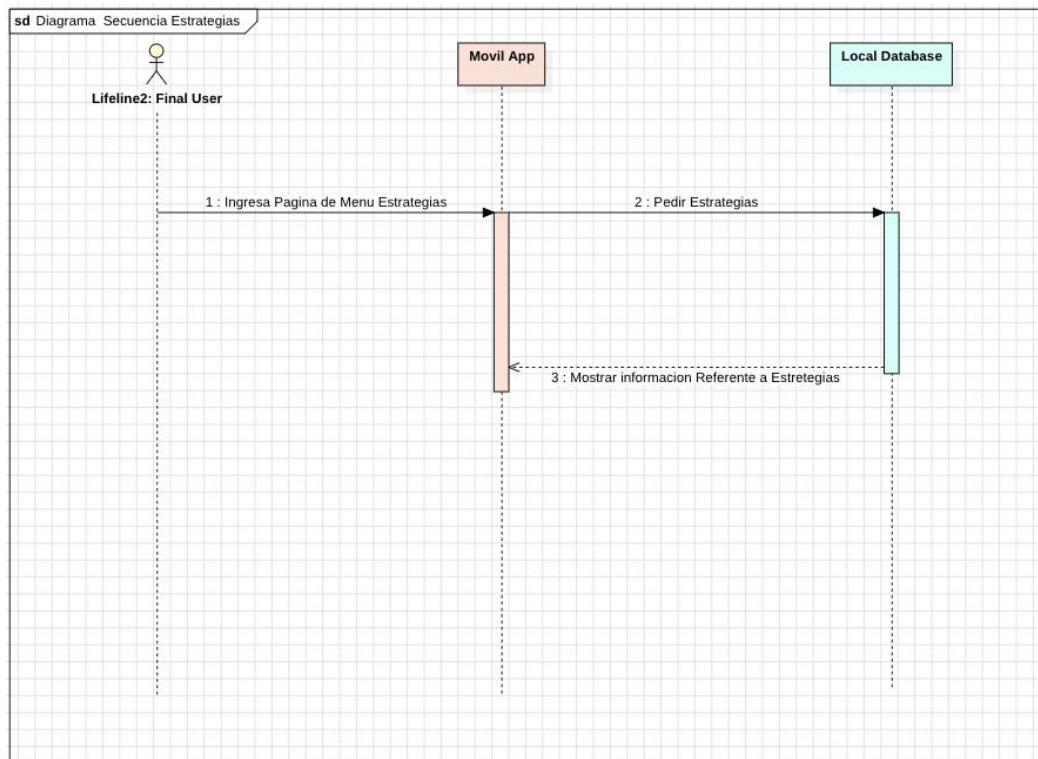 sd Diagrama Secuencia Estrategias
Lifeline2: Final User
Movil App
Local Database
1 : Ingresa Pagina de Menu Estrategias
2 : Pedir Estrategias
3 : Mostrar informacion Referente a Estretegias